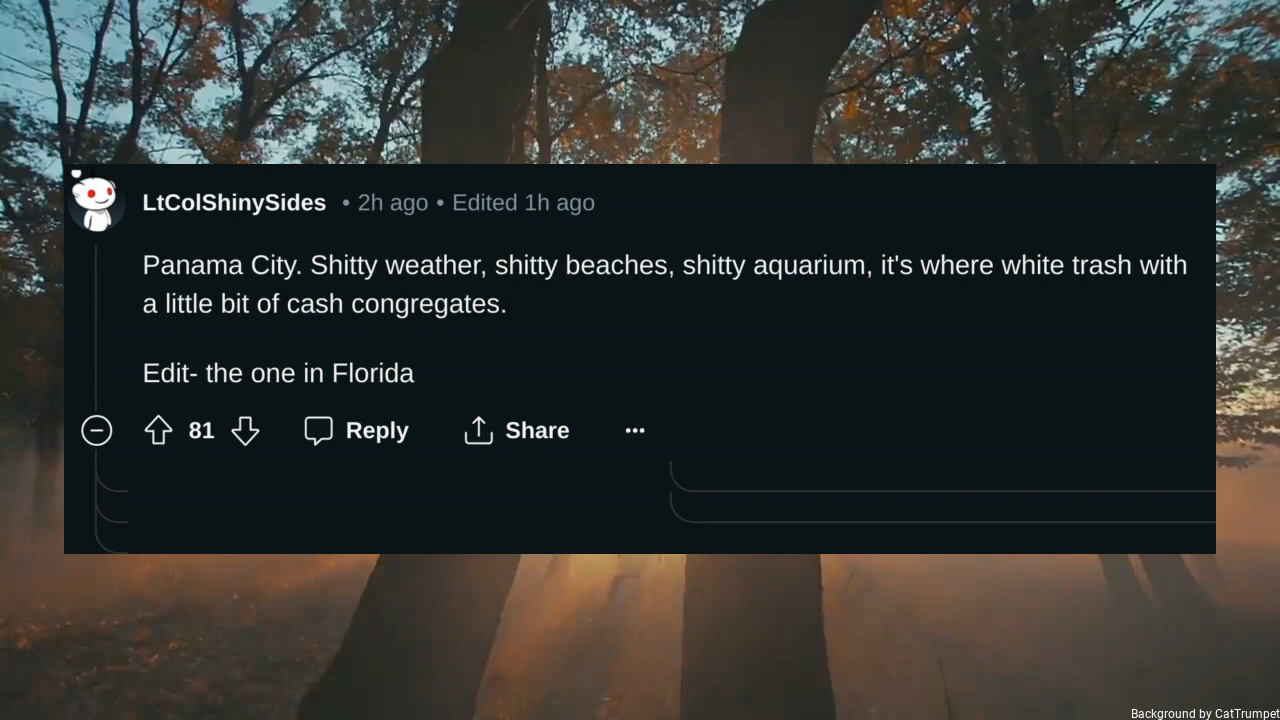 LtColShinySides • 2h ago • Edited 1h ago
Panama City. Shitty weather, shitty beaches, shitty aquarium, it's where white trash with
a little bit of cash congregates.
Edit- the one in Florida
81 Reply Share
Background by CatTrumpet